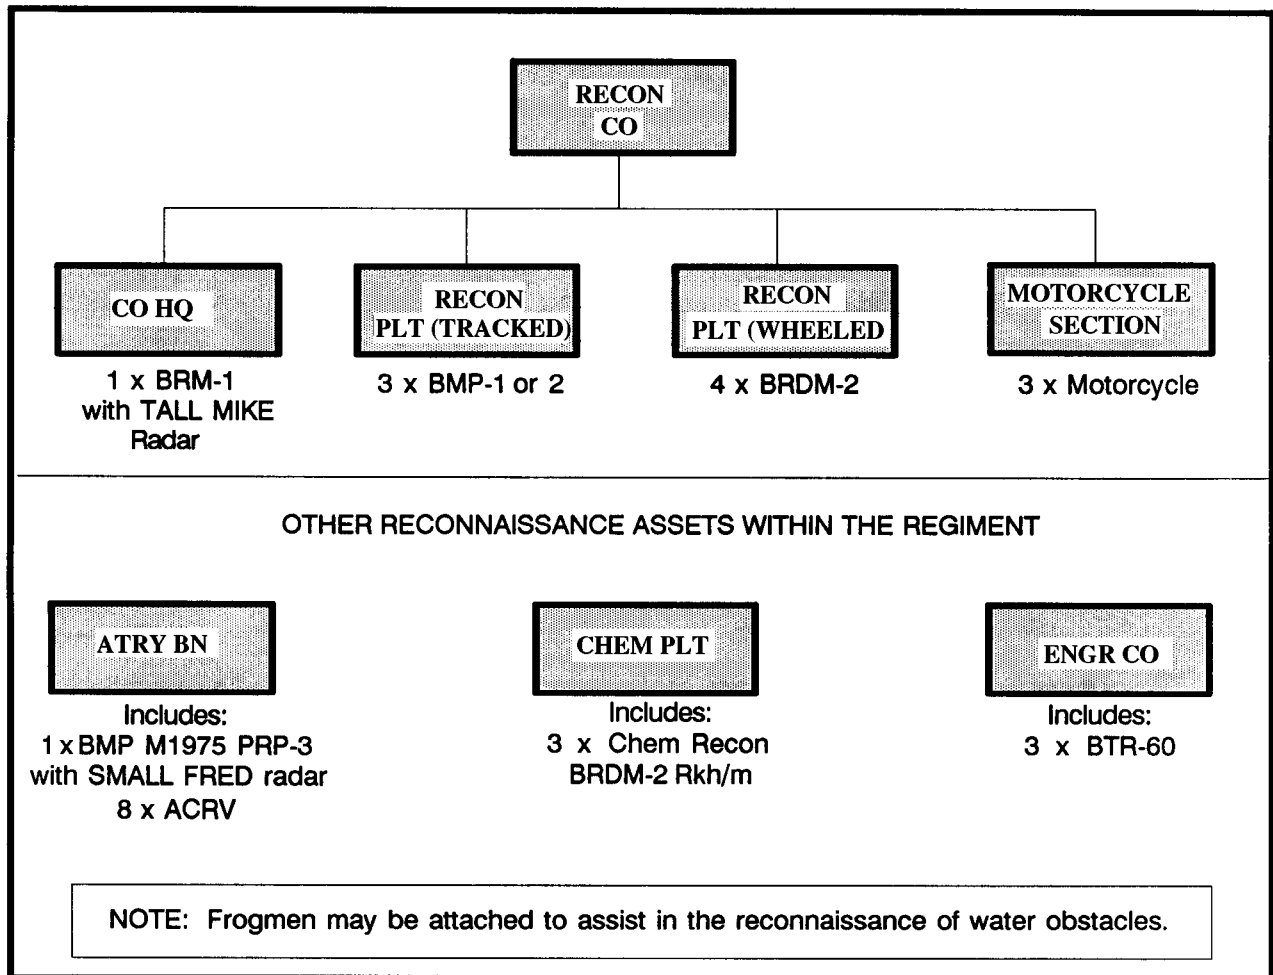 RECON
CO
CO HQ
1 x BRM-1
with TALL MIKE
Radar
RECON
PLT (TRACKED)
3 x BMP-1 or 2
RECON
PLT (WHEELED
4 x BRDM-2
MOTORCYCLE
SECTION
3 x Motorcycle
OTHER RECONNAISSANCE ASSETS WITHIN THE REGIMENT
ATRY BN
Includes:
1 x BMP M1975 PRP-3
with SMALL FRED radar
8 x ACRV
CHEM PLT
Includes:
3 x Chem Recon
BRDM-2 Rkh/m
ENGR CO
Includes:
3 x BTR-60
NOTE: Frogmen may be attached to assist in the reconnaissance of water obstacles.